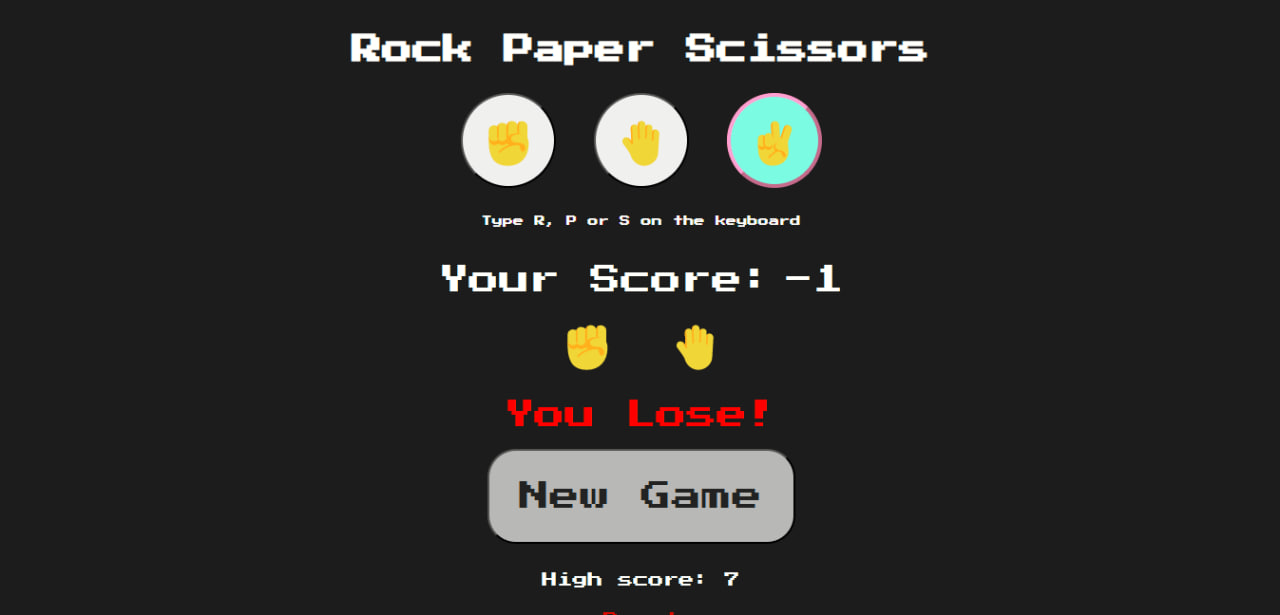 Rock Paper Scissors
Type R, P or S on the keyboard
Your Score: -1
You Lose!
New Game
High score: 7